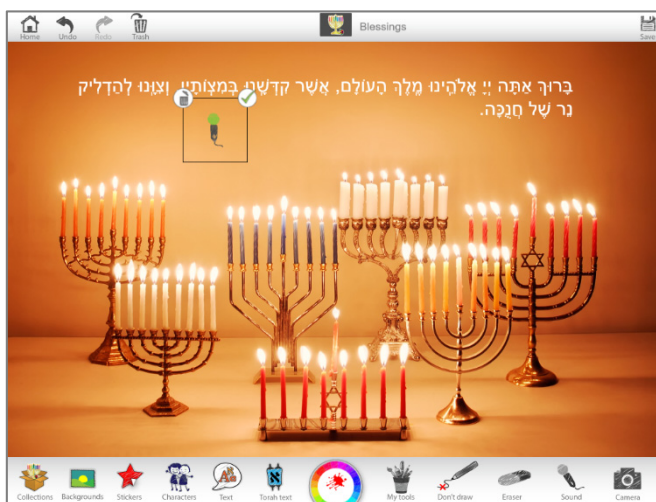 Home Undo Redo Trash Blessings Save
בָּרוּךְ אַתָּה יְיָ אֱלֹהֵינוּ מֶלֶךְ הָעוֹלָם, אֲשֶׁר קִדְּשָׁנוּ בְּמִצְוֹתָיו וְצִוָּנוּ לְהַדְלִיק
נֵר שֶׁל חֲנֻכָּה.
Collections Backgrounds Stickers Characters Text Torah text My tools Don't draw Eraser Sound Camera